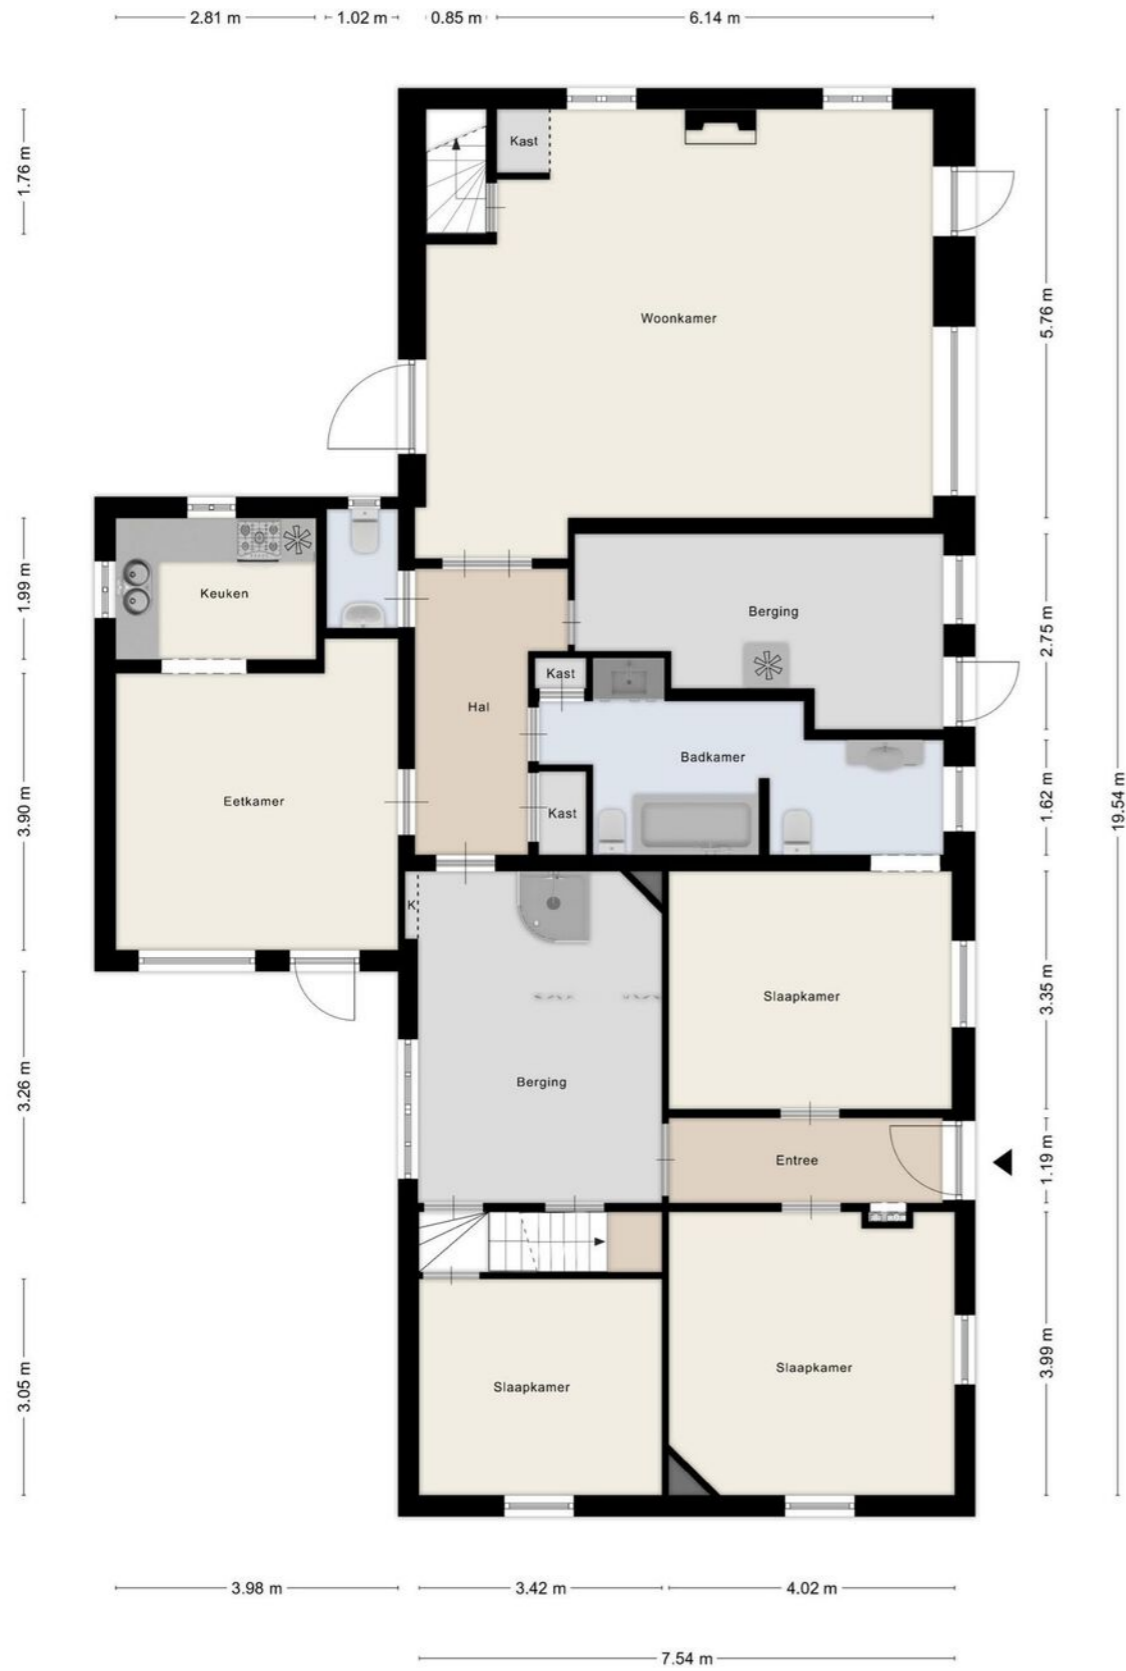 2.81 m
1.02 m
0.85 m
6.14 m
1.76 m
Kast
5.76 m
Woonkamer
19.54 m
1.99 m
Keuken
Berging
2.75 m
Kast
Hal
Badkamer
3.90 m
Eetkamer
Kast
1.62 m
K
Slaapkamer
3.35 m
3.26 m
Berging
Entree
1.19 m
3.05 m
Slaapkamer
Slaapkamer
3.99 m
3.98 m
3.42 m
4.02 m
7.54 m